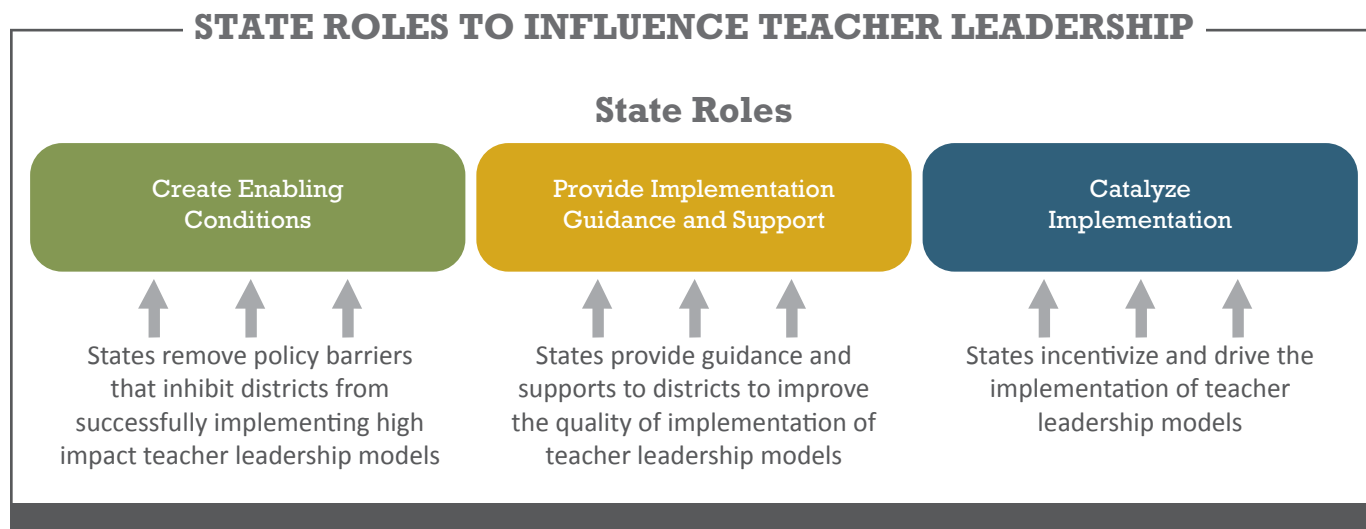 STATE ROLES TO INFLUENCE TEACHER LEADERSHIP
State Roles
Create Enabling
Conditions
States remove policy barriers
that inhibit districts from
successfully implementing high
impact teacher leadership models
Provide Implementation
Guidance and Support
States provide guidance and
supports to districts to improve
the quality of implementation of
teacher leadership models
Catalyze
Implementation
States incentivize and drive the
implementation of teacher
leadership models